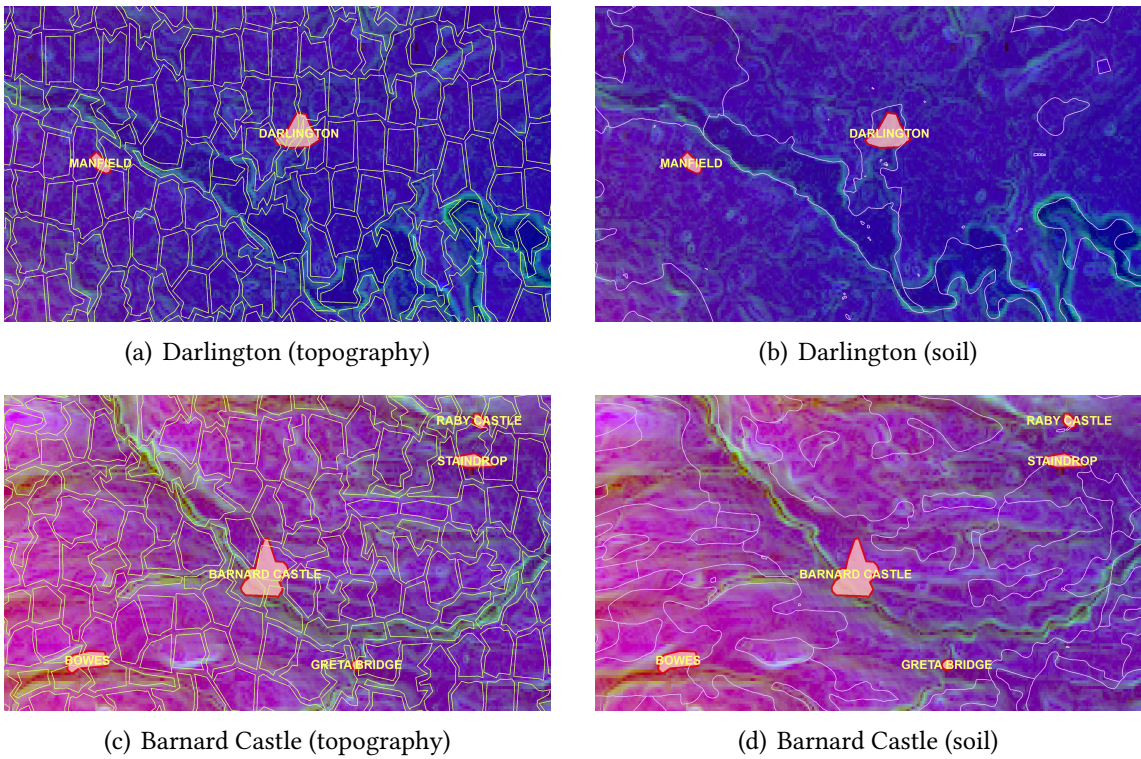 DARLINGTON
MANFIELD
DARLINGTON
MANFIELD
(a) Darlington (topography)
(b) Darlington (soil)
RABY CASTLE
STAINDROP
BARNARD CASTLE
BOWES
GRETA BRIDGE
RABY CASTLE
STAINDROP
BARNARD CASTLE
BOWES
GRETA BRIDGE
(c) Barnard Castle (topography)
(d) Barnard Castle (soil)